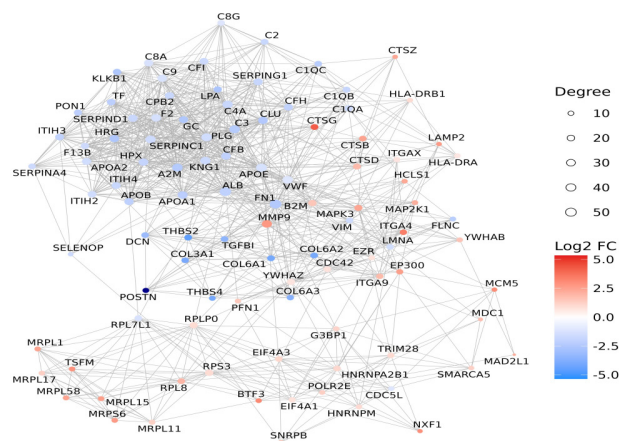 C8G
C2
C8A
CFI
CTSZ
C9
SERPING1
C1QC
KLKB1
HLA-DRB1
TF
CPB2
LPA
CFH
C1QB
PON1
F2
C4A
C1QA
SERPIND1
GC
C3
CLU
CTSG
ITIH3
HRG
PLG
CTSB
LAMP2
SERPINC1
F13B
HPX
CFB
CTSD
ITGAX
HLA-DRA
SERPINA4
APOA2
A2M
KNG1
APOE
HCLS1
ITIH4
ALB
VWF
ITIH2
APOB
APOA1
FN1
B2M
MMP9
MAPK3
MAP2K1
THBS2
VIM
ITGA4
FLNC
SELENOP
DCN
TGFBI
LMNA
YWHAB
COL3A1
COL6A2
EZR
COL6A1
CDC42
EP300
YWHAZ
ITGA9
POSTN
THBS4
COL6A3
MCM5
PFN1
MDC1
RPL7L1
RPLP0
G3BP1
MRPL1
EIF4A3
TRIM28
MAD2L1
TSFM
RPS3
HNRNPA2B1
SMARCA5
MRPL17
RPL8
POLR2E
MRPL58
MRPL15
BTF3
CDC5L
MRPS6
EIF4A1
HNRNPM
MRPL11
NXF1
SNRPB
Degree
10
20
30
40
50
Log2 FC
5.0
2.5
0.0
-2.5
-5.0